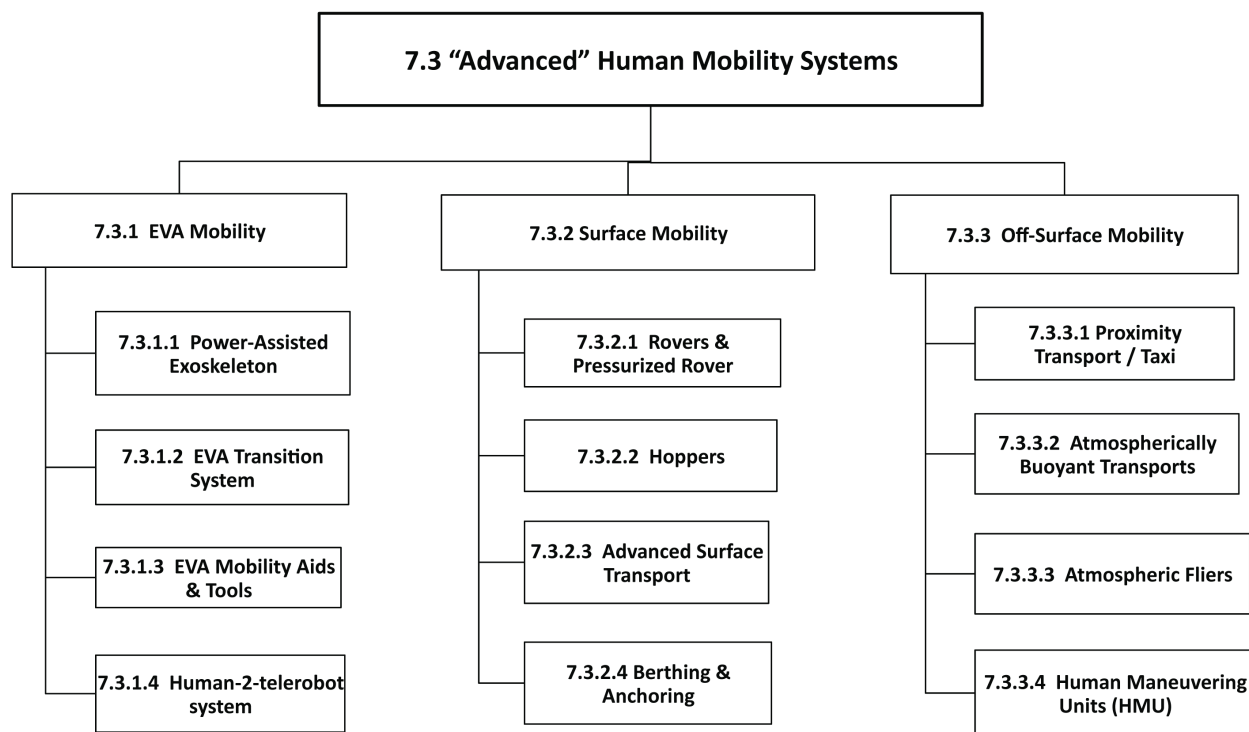 7.3 “Advanced” Human Mobility Systems
7.3.1 EVA Mobility
7.3.1.1 Power-Assisted
Exoskeleton
7.3.1.2 EVA Transition
System
7.3.1.3 EVA Mobility Aids
& Tools
7.3.1.4 Human-2-telerobot
system
7.3.2 Surface Mobility
7.3.2.1 Rovers &
Pressurized Rover
7.3.2.2 Hoppers
7.3.2.3 Advanced Surface
Transport
7.3.2.4 Berthing &
Anchoring
7.3.3 Off-Surface Mobility
7.3.3.1 Proximity
Transport / Taxi
7.3.3.2 Atmospherically
Buoyant Transports
7.3.3.3 Atmospheric Fliers
7.3.3.4 Human Maneuvering
Units (HMU)